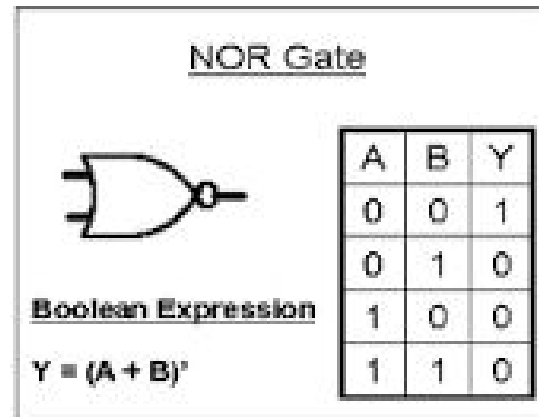 NOR Gate
A B Y
0 0 1
0 1 0
1 0 0
1 1 0
Boolean Expression
Y = (A + B)'